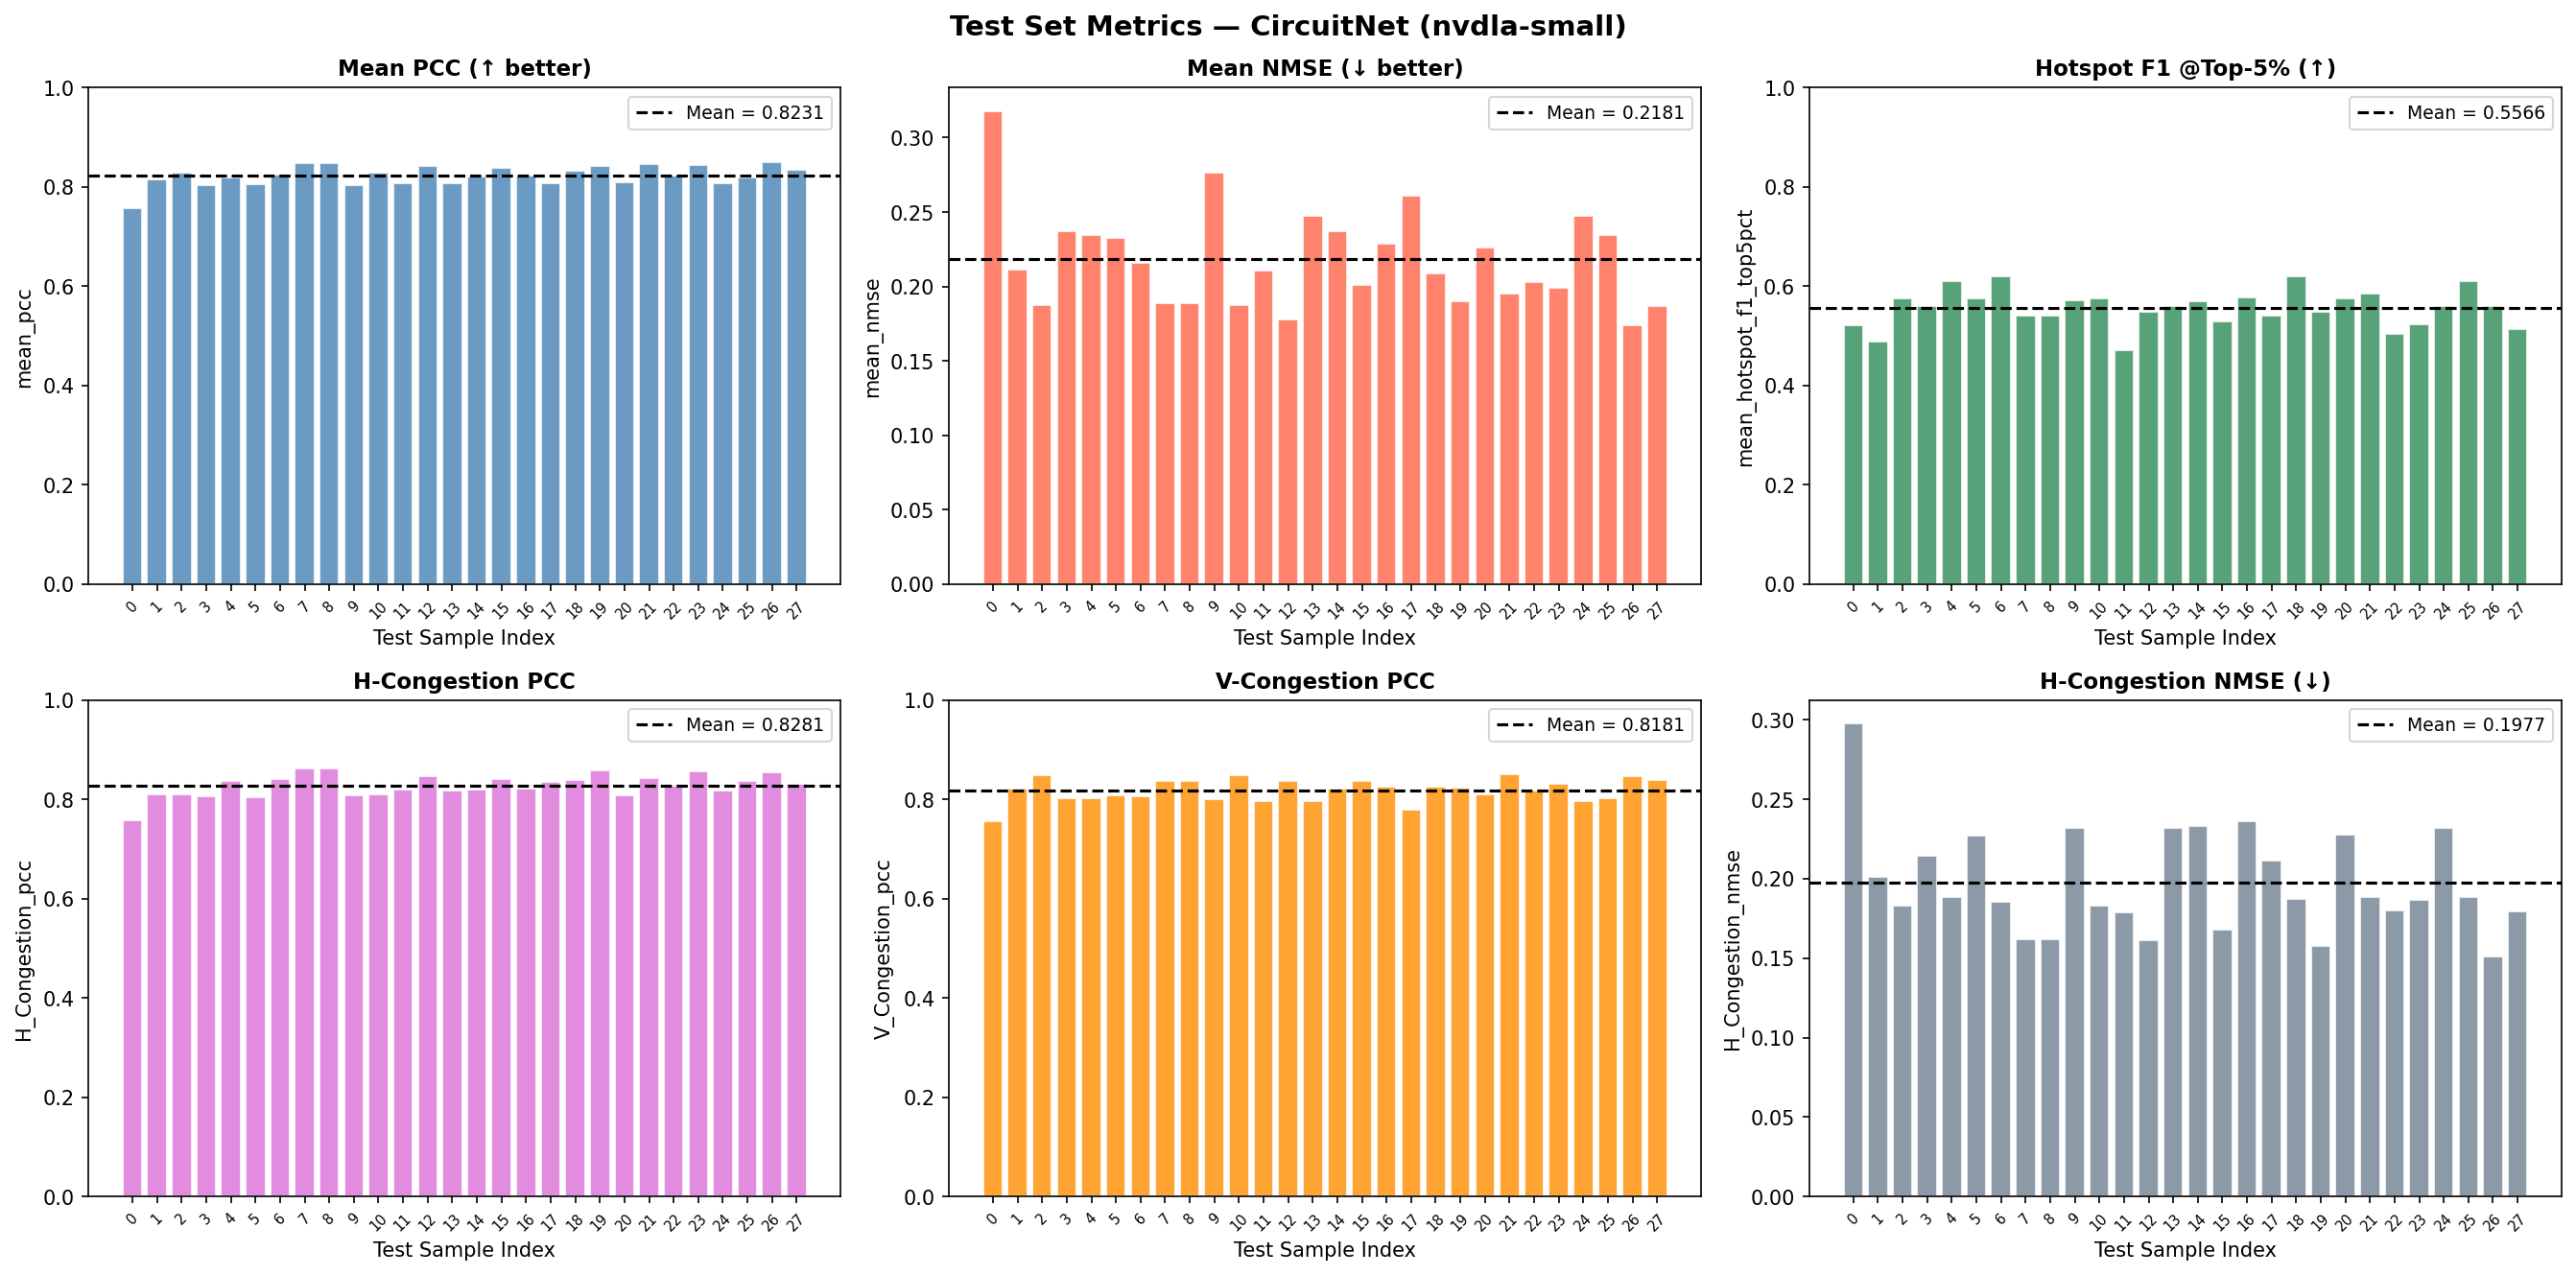 Test Set Metrics — CircuitNet (nvdla-small)
Mean PCC (↑ better)
mean_pcc
1.0
0.8
0.6
0.4
0.2
0.0
Mean = 0.8231
0 1 2 3 4 5 6 7 8 9 10 11 12 13 14 15 16 17 18 19 20 21 22 23 24 25 26 27
Test Sample Index
Mean NMSE (↓ better)
mean_nmse
0.30
0.25
0.20
0.15
0.10
0.05
0.00
Mean = 0.2181
0 1 2 3 4 5 6 7 8 9 10 11 12 13 14 15 16 17 18 19 20 21 22 23 24 25 26 27
Test Sample Index
Hotspot F1 @Top-5% (↑)
mean_hotspot_f1_top5pct
1.0
0.8
0.6
0.4
0.2
0.0
Mean = 0.5566
0 1 2 3 4 5 6 7 8 9 10 11 12 13 14 15 16 17 18 19 20 21 22 23 24 25 26 27
Test Sample Index
H-Congestion PCC
H_Congestion_pcc
1.0
0.8
0.6
0.4
0.2
0.0
Mean = 0.8281
0 1 2 3 4 5 6 7 8 9 10 11 12 13 14 15 16 17 18 19 20 21 22 23 24 25 26 27
Test Sample Index
V-Congestion PCC
V_Congestion_pcc
1.0
0.8
0.6
0.4
0.2
0.0
Mean = 0.8181
0 1 2 3 4 5 6 7 8 9 10 11 12 13 14 15 16 17 18 19 20 21 22 23 24 25 26 27
Test Sample Index
H-Congestion NMSE (↓)
H_Congestion_nmse
0.30
0.25
0.20
0.15
0.10
0.05
0.00
Mean = 0.1977
0 1 2 3 4 5 6 7 8 9 10 11 12 13 14 15 16 17 18 19 20 21 22 23 24 25 26 27
Test Sample Index